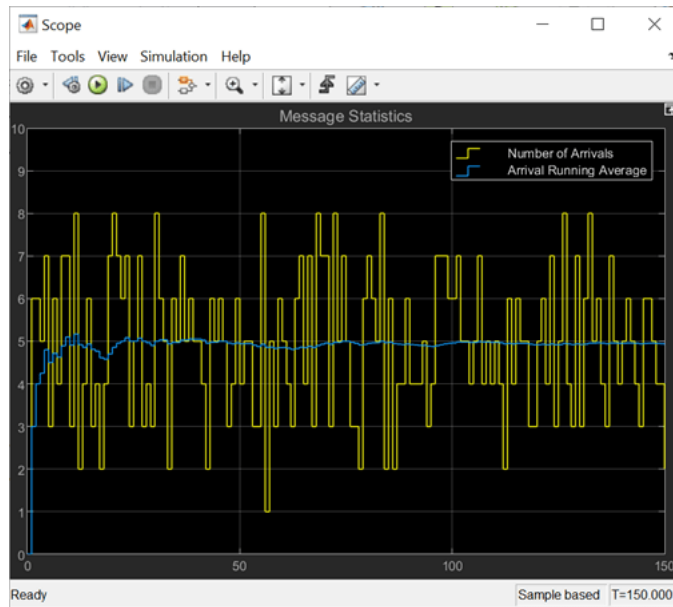 Scope
File Tools View Simulation Help
Message Statistics
10
9
8
7
6
5
4
3
2
1
0
Number of Arrivals
Arrival Running Average
0 50 100 150
Ready
Sample based T=150.000